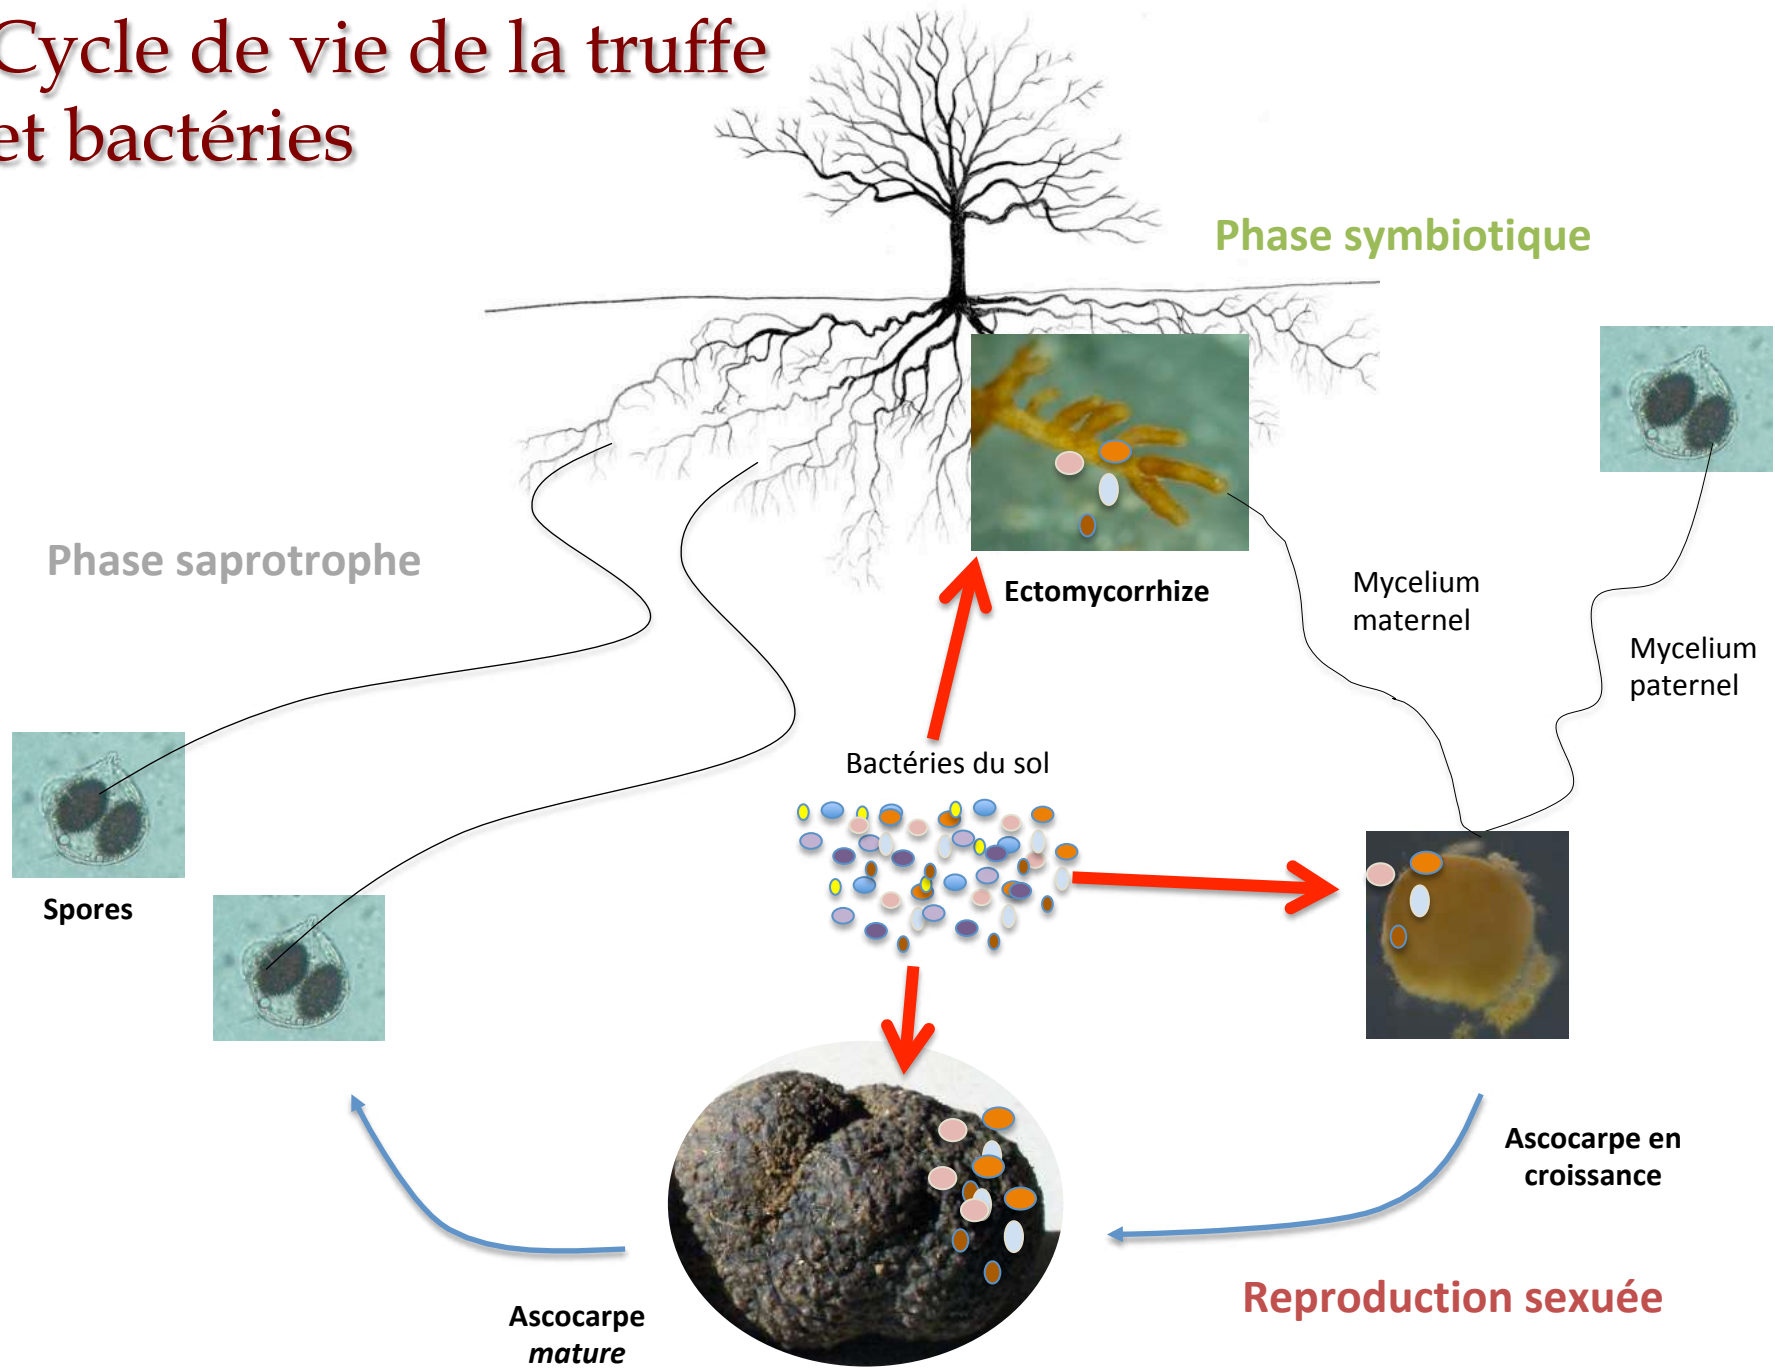 Cycle de vie de la truffe
et bactéries
Phase symbiotique
Phase saprotrophe
Ectomycorrhize
Mycelium
maternel
Mycelium
paternel
Bactéries du sol
Spores
Ascocarpe en
croissance
Reproduction sexuée
Ascocarpe
mature